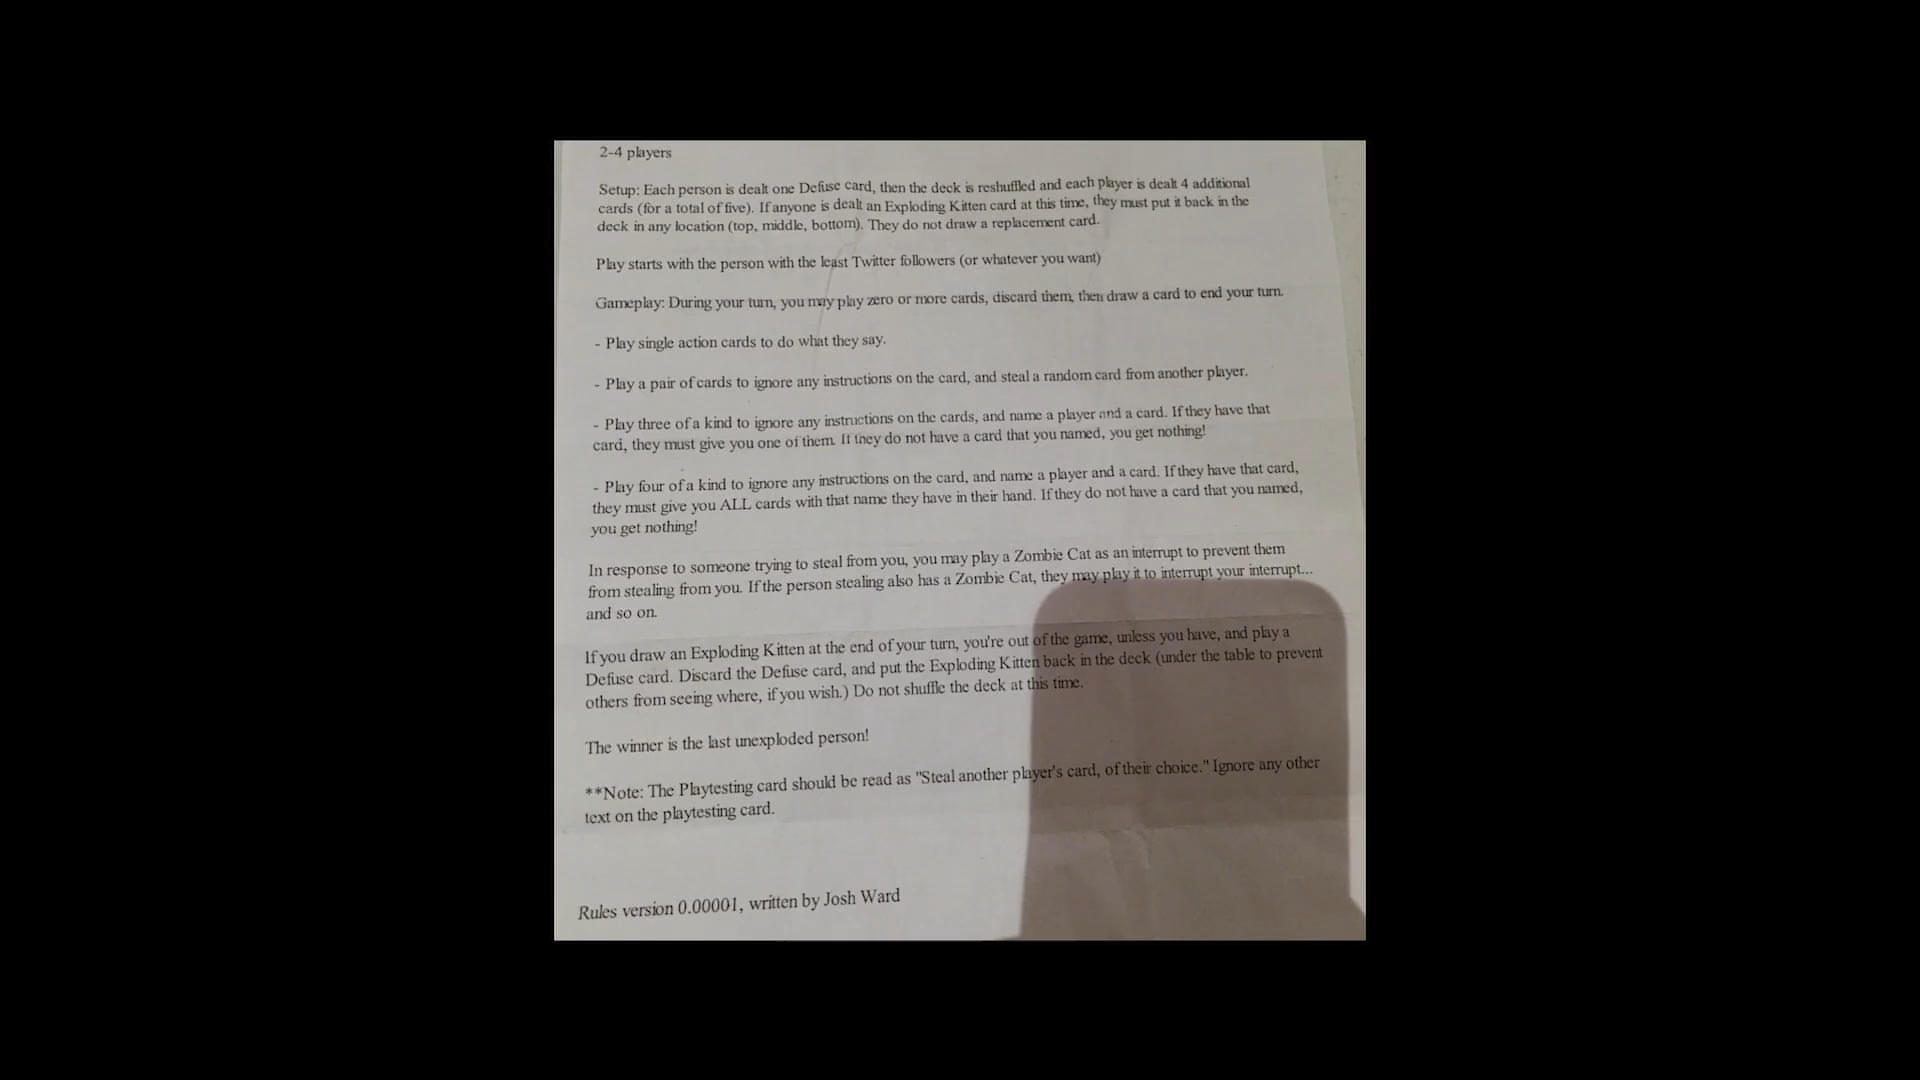 2-4 players
Setup: Each person is dealt one Defuse card, then the deck is reshuffled and each player is dealt 4 additional
cards (for a total of five). If anyone is dealt an Exploding Kitten card at this time, they must put it back in the
deck in any location (top, middle, bottom). They do not draw a replacement card.
Play starts with the person with the least Twitter followers (or whatever you want)
Gameplay: During your turn, you may play zero or more cards, discard them, then draw a card to end your turn.
- Play single action cards to do what they say.
- Play a pair of cards to ignore any instructions on the card, and steal a random card from another player.
- Play three of a kind to ignore any instructions on the cards, and name a player and a card. If they have that
card, they must give you one of them. If they do not have a card that you named, you get nothing!
- Play four of a kind to ignore any instructions on the card, and name a player and a card. If they have that card,
they must give you ALL cards with that name they have in their hand. If they do not have a card that you named,
you get nothing!
In response to someone trying to steal from you, you may play a Zombie Cat as an interrupt to prevent them
from stealing from you. If the person stealing also has a Zombie Cat, they may play it to interrupt your interrupt...
and so on.
If you draw an Exploding Kitten at the end of your turn, you're out of the game, unless you have, and play a
Defuse card. Discard the Defuse card, and put the Exploding Kitten back in the deck (under the table to prevent
others from seeing where, if you wish.) Do not shuffle the deck at this time.
The winner is the last unexploded person!
**Note: The Playtesting card should be read as "Steal another player's card, of their choice." Ignore any other
text on the playtesting card.
Rules version 0.00001, written by Josh Ward